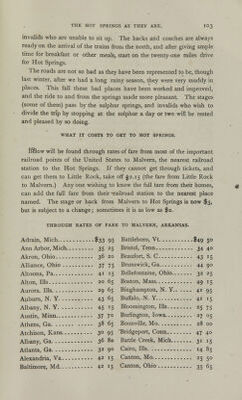 THE HOT SPRINGS AS THEY ARE. 103
invalids who are unable to sit up. The hacks and coaches are always
ready on the arrival of the trains from the north, and after giving ample
time for breakfast or other meals, start on the twenty-one miles drive
for Hot Springs.
The roads are not so bad as they have been represented to be, though
last winter, after we had a long rainy season, they were very muddy in
places. This fall these bad places have been worked and improved,
and the ride to and from the springs made more pleasant. The stages
(some of them) pass by the sulphur springs, and invalids who wish to
divide the trip by stopping at the sulphur a day or two will be rested
and pleased by so doing.
WHAT IT COSTS TO GET TO HOT SPRINGS.
Below will be found through rates of fare from most of the important
railroad points of the United States to Malvern, the nearest railroad
station to the Hot Springs. If they cannot get through tickets, and
can get them to Little Rock, take off $2.15 (the fare from Little Rock
to Malvern.) Any one wishing to know the full fare from their homes,
can add the full fare from their railroad station to the nearest place
named. The stage or hack from Malvern to Hot Springs is now $3,
but is subject to a change; sometimes it is as low as $2.
THROUGH RATES OF FARE TO MALVERN, ARKANSAS.
Adrain, Mich. $33 95
Ann Arbor, Mich. 35 25
Akron, Ohio. 36 20
Alliance, Ohio 37 75
Altoona, Pa. 41 25
Alton, Ills. 20 65
Aurora, Ills. 29 65
Auburn, N. Y. 43 65
Albany, N. Y. 45 15
Austin, Minn. 37 70
Athens, Ga. 38 65
Atchison, Kans. 30 95
Albany, Ga. 36 80
Atlanta, Ga. 31 90
Alexandria, Va. 42 15
Baltimore, Md. 42 15
Battleboro, Vt. $49 50
Bristol, Tenn. 34 40
Beaufort, S. C. 43 15
Brunswick, Ga. 44 90
Bellefontaine, Ohio. 32 25
Boston, Mass. 49 15
Binghampton, N. Y. 42 95
Buffalo, N. Y. 41 15
Bloomington, Ills. 25 75
Burlington, Iowa. 27 05
Boonville, Mo. 28 00
Bridgeport, Conn. 47 40
Battle Creek, Mich. 31 15
Cairo, Ills. 14 85
Canton, Mo. 25 50
Canton, Ohio 35 65